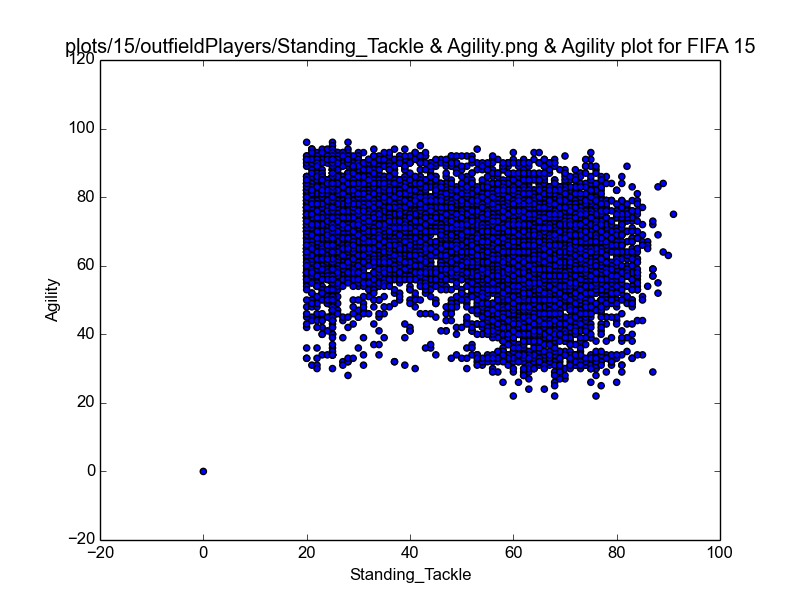 plots/15/outfieldPlayers/Standing_Tackle & Agility.png & Agility plot for FIFA 15
120
100
80
60
40
20
0
−20
Agility
−20 0 20 40 60 80 100
Standing_Tackle